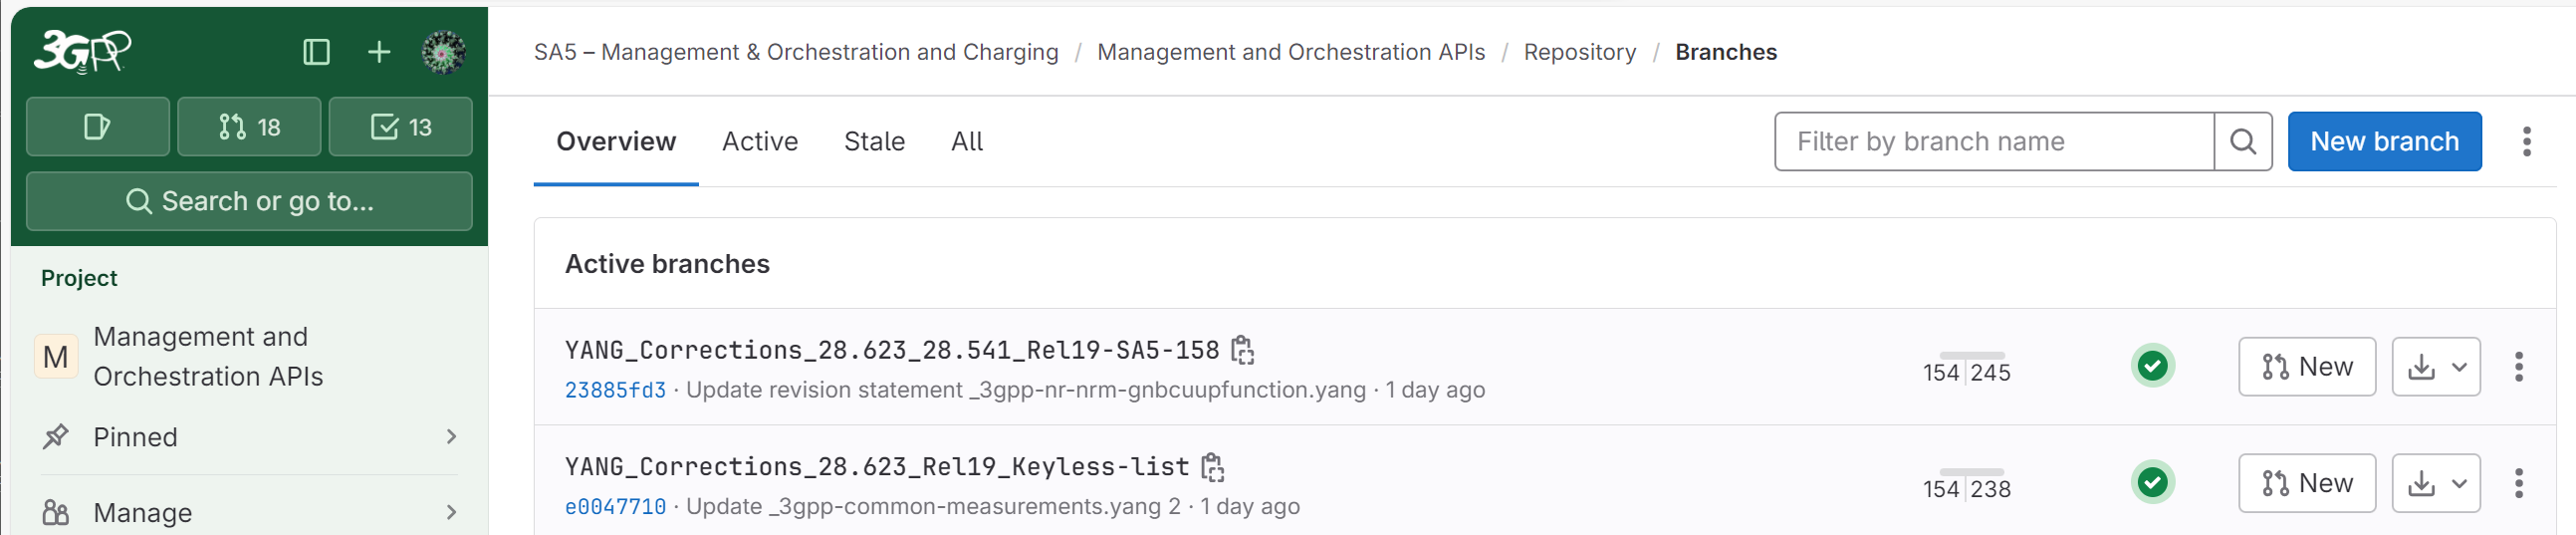 3GPP
SA5 – Management & Orchestration and Charging / Management and Orchestration APIs / Repository / Branches
18
13
Search or go to...
Overview Active Stale All
Filter by branch name
New branch
Project
M
Management and
Orchestration APIs
Pinned
Manage
Active branches
YANG_Corrections_28.623_28.541_Rel19-SA5-158
23885fd3 · Update revision statement _3gpp-nr-nrm-gnbcuupfunction.yang · 1 day ago
154 245
New
YANG_Corrections_28.623_Rel19_Keyless-list
e0047710 · Update _3gpp-common-measurements.yang 2 · 1 day ago
154 238
New